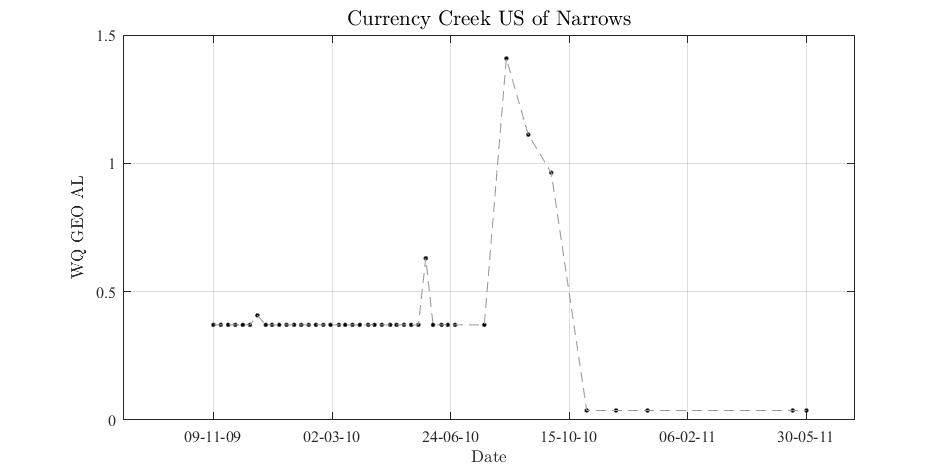 Currency Creek US of Narrows
1.5
1
0.5
0
WQ GEO AL
09-11-09 02-03-10 24-06-10 15-10-10 06-02-11 30-05-11
Date